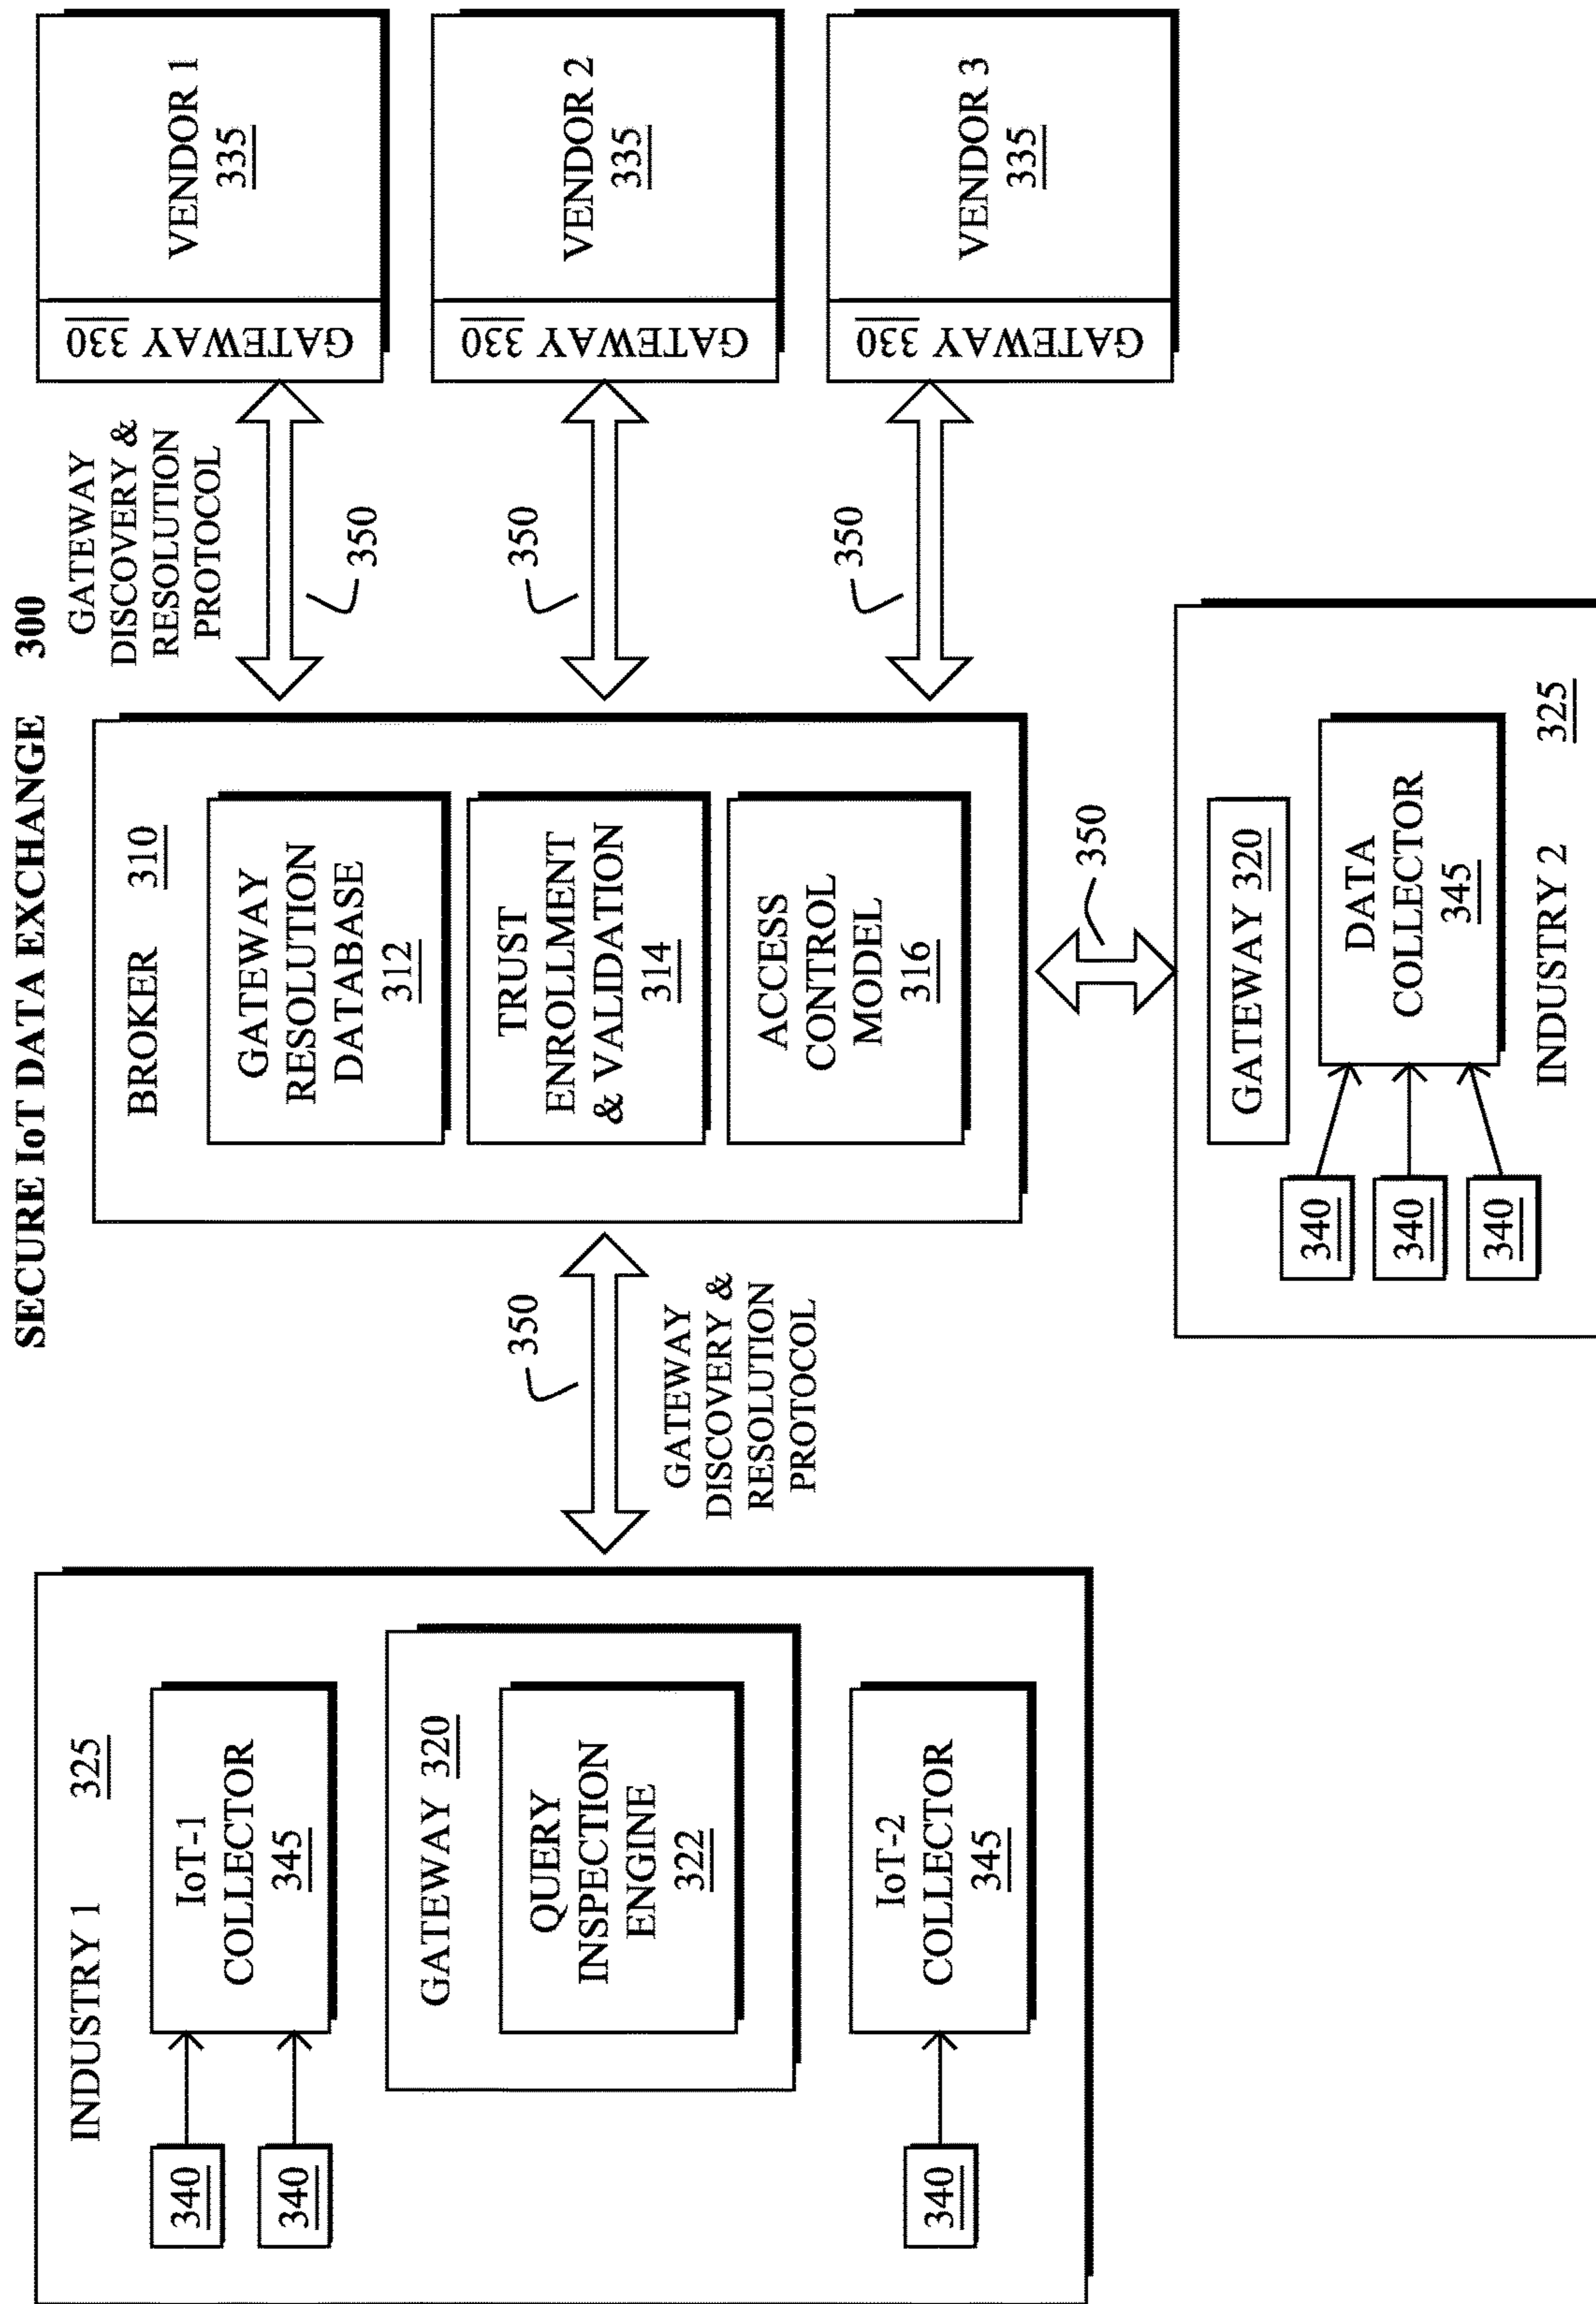 SECURE IoT DATA EXCHANGE 300
INDUSTRY 1 325
340
340
IoT-1
COLLECTOR
345
GATEWAY 320
QUERY
INSPECTION
ENGINE
322
340
IoT-2
COLLECTOR
345
350
GATEWAY
DISCOVERY &
RESOLUTION
PROTOCOL
BROKER 310
GATEWAY
RESOLUTION
DATABASE
312
TRUST
ENROLLMENT
& VALIDATION
314
ACCESS
CONTROL
MODEL
316
GATEWAY
DISCOVERY &
RESOLUTION
PROTOCOL
350
350
350
GATEWAY 330
VENDOR 1
335
GATEWAY 330
VENDOR 2
335
GATEWAY 330
VENDOR 3
335
350
GATEWAY 320
340
340
340
DATA
COLLECTOR
345
INDUSTRY 2 325